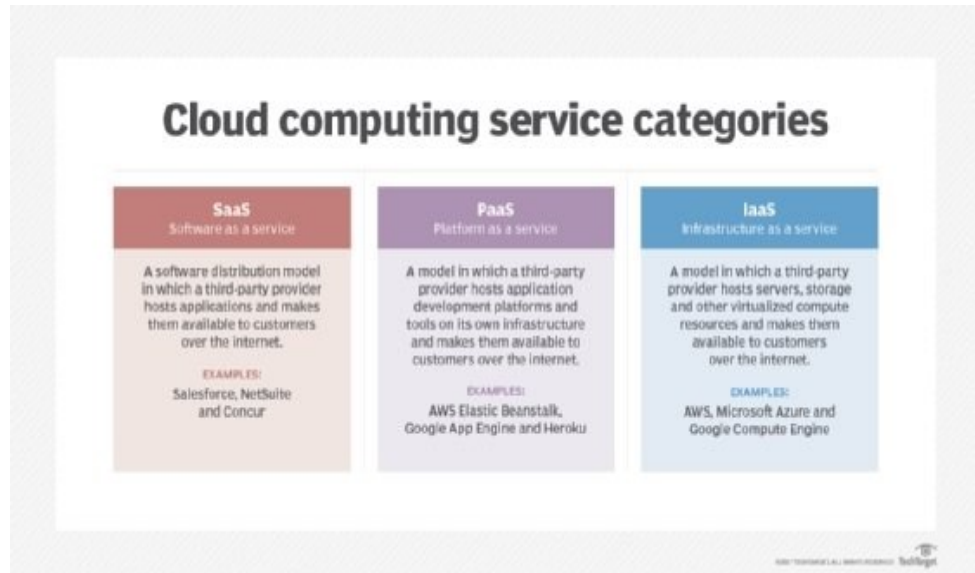 Cloud computing service categories
SaaS
Software as a service
A software distribution model
in which a third-party provider
hosts applications and makes
them available to customers
over the internet.
EXAMPLES:
Salesforce, NetSuite
and Concur
PaaS
Platform as a service
A model in which a third-party
provider hosts application
development platforms and
tools on its own infrastructure
and makes them available to
customers over the internet.
EXAMPLES:
AWS Elastic Beanstalk,
Google App Engine and Heroku
IaaS
Infrastructure as a service
A model in which a third-party
provider hosts servers, storage
and other virtualized compute
resources and makes them
available to customers
over the internet.
EXAMPLES:
AWS, Microsoft Azure and
Google Compute Engine
TechTarget